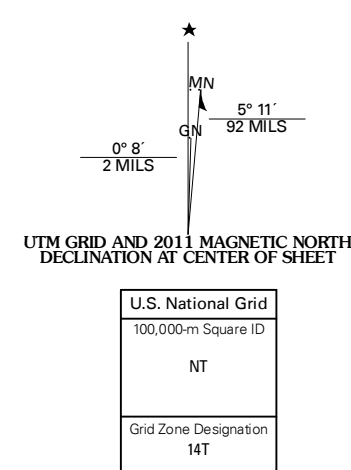 MN
5° 11´
GN
92 MILS
0° 8´
2 MILS
UTM GRID AND 2011 MAGNETIC NORTH
DECLINATION AT CENTER OF SHEET
U.S. National Grid
100,000-m Square ID
NT
Grid Zone Designation
14T